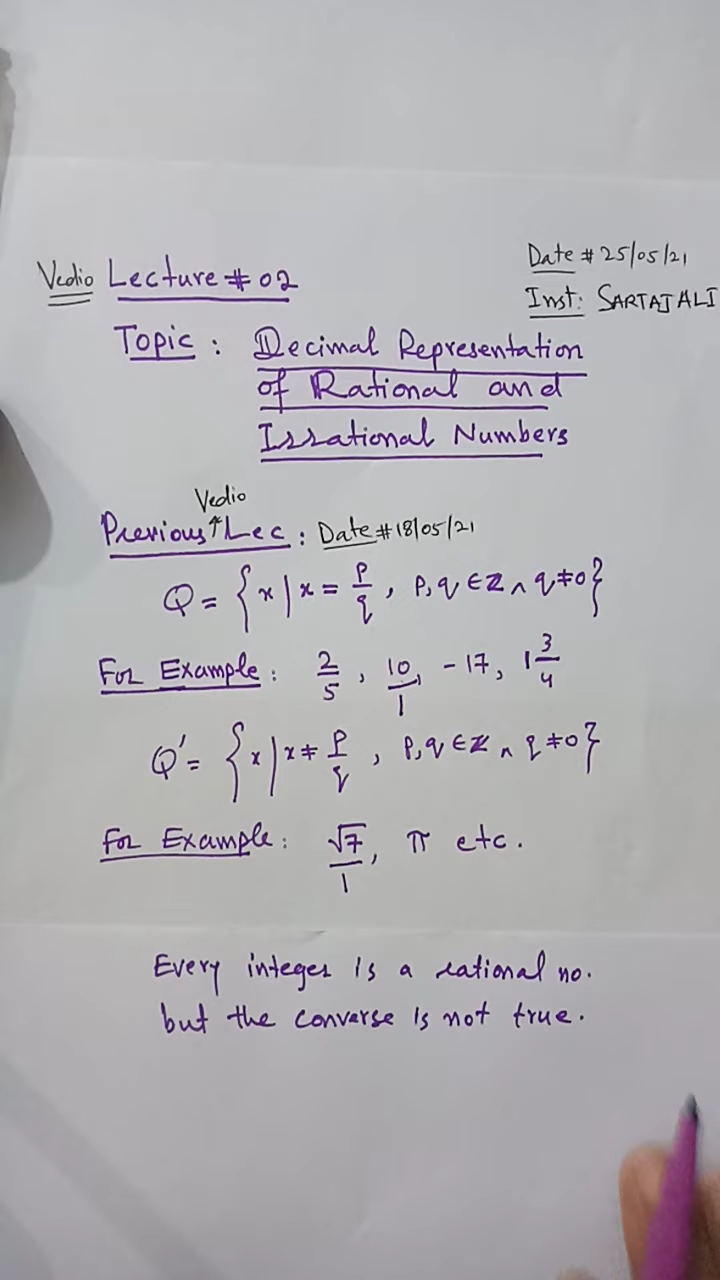 Vedio Lecture # 02
Date # 25/05/21
Inst: SARTAJ ALI
Topic: Decimal Representation
of Rational and
Irrational Numbers
Vedio
Previous ↑ Lec: Date # 18/05/21
Q = { x | x = p/q , p, q ∈ Z ∧ q ≠ 0 }
For Example: 2/5 , 10/1, -17, 1 3/4
Q' = { x | x ≠ p/q , p, q ∈ Z ∧ q ≠ 0 }
For Example: √7/1, π etc.
Every integer is a rational no.
but the converse is not true.